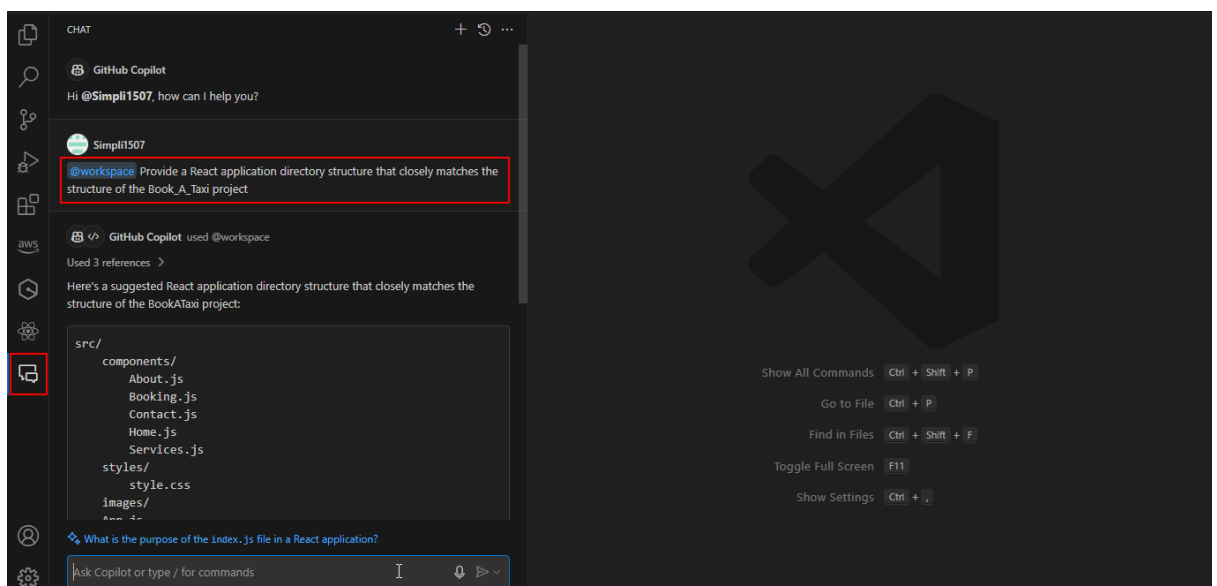 CHAT
GitHub Copilot
Hi @Simpli1507, how can I help you?
Simpli1507
@workspace Provide a React application directory structure that closely matches the
structure of the Book_A_Taxi project
GitHub Copilot used @workspace
Used 3 references
Here's a suggested React application directory structure that closely matches the
structure of the BookATaxi project:
src/
components/
About.js
Booking.js
Contact.js
Home.js
Services.js
styles/
style.css
images/
App.js
What is the purpose of the index.js file in a React application?
Ask Copilot or type / for commands
aws
Show All Commands Ctrl + Shift + P
Go to File Ctrl + P
Find in Files Ctrl + Shift + F
Toggle Full Screen F11
Show Settings Ctrl + ,